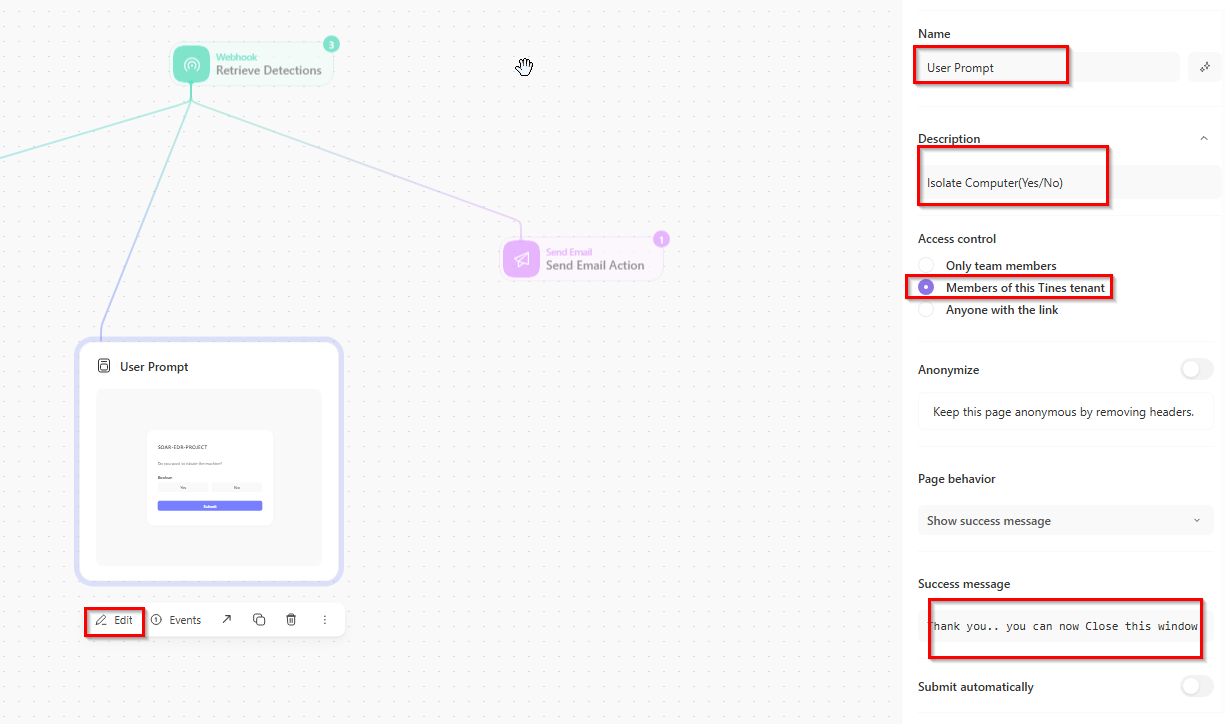 Webhook
Retrieve Detections
3
Send Email
Send Email Action
1
User Prompt
SOAR-EDR-PROJECT
Do you want to isolate the machine?
Boolean
Yes
No
Submit
Edit
Events
Name
User Prompt
Description
Isolate Computer(Yes/No)
Access control
Only team members
Members of this Tines tenant
Anyone with the link
Anonymize
Keep this page anonymous by removing headers.
Page behavior
Show success message
Success message
Thank you.. you can now Close this window
Submit automatically